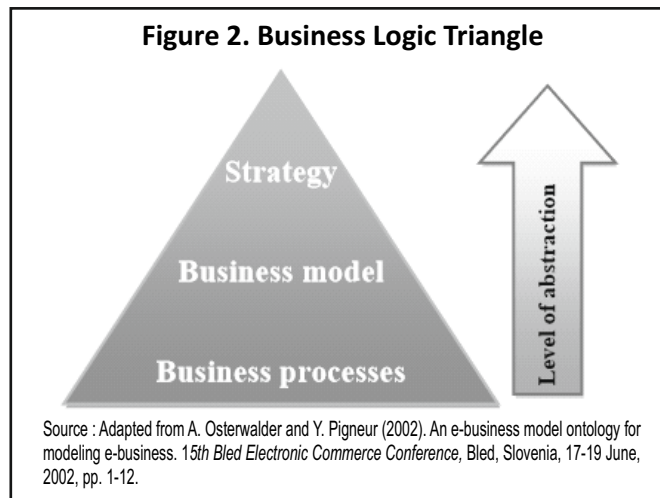 Figure 2. Business Logic Triangle
Strategy
Business model
Business processes
Level of abstraction
Source : Adapted from A. Osterwalder and Y. Pigneur (2002). An e-business model ontology for
modeling e-business. 15th Bled Electronic Commerce Conference, Bled, Slovenia, 17-19 June,
2002, pp. 1-12.